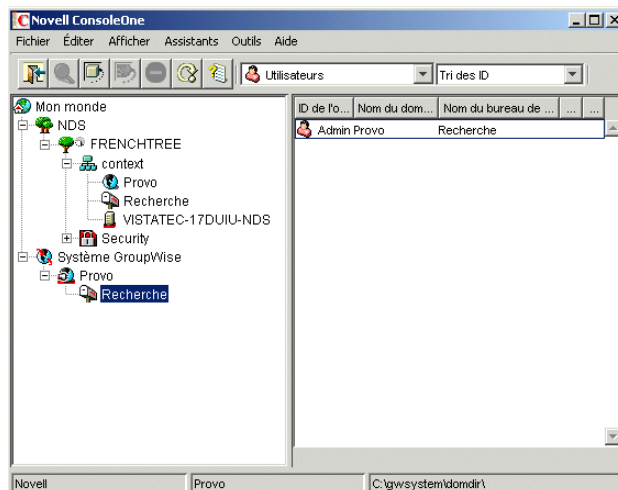 Novell ConsoleOne
Fichier Éditer Afficher Assistants Outils Aide
Utilisateurs Tri des ID
Mon monde
NDS
FRENCHTREE
context
Provo
Recherche
VISTATEC-17DUIU-NDS
Security
Système GroupWise
Provo
Recherche
ID de l'o... Nom du dom... Nom du bureau de ... ... ...
Admin Provo Recherche
Novell Provo C:\gwsystem\domdir\